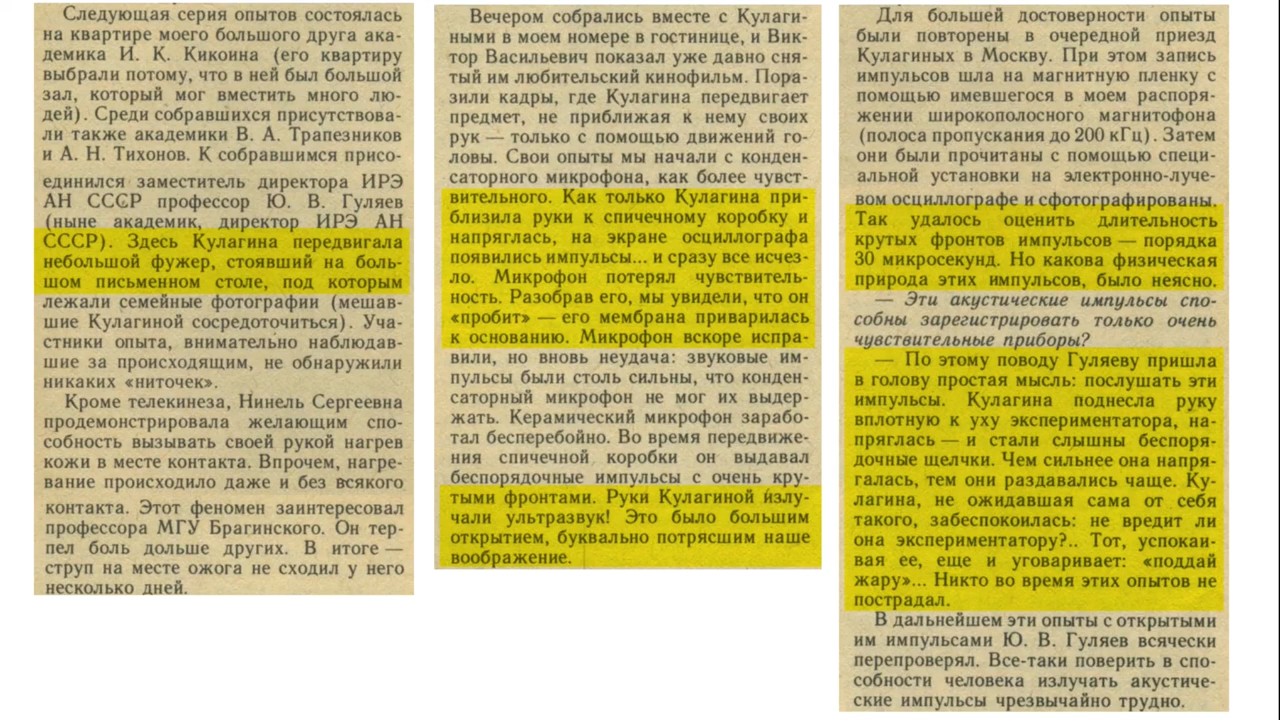 Следующая серия опытов состоялась
на квартире моего большого друга ака-
демика И. К. Кикоина (его квартиру
выбрали потому, что в ней был большой
зал, который мог вместить много лю-
дей). Среди собравшихся присутствова-
ли также академики В. А. Трапезников
и А. Н. Тихонов. К собравшимся присо-
единился заместитель директора ИРЭ
АН СССР профессор Ю. В. Гуляев
(ныне академик, директор ИРЭ АН
СССР). Здесь Кулагина передвигала
небольшой фужер, стоявший на боль-
шом письменном столе, под которым
лежали семейные фотографии (мешав-
шие Кулагиной сосредоточиться). Уча-
стники опыта, внимательно наблюдав-
шие за происходящим, не обнаружили
никаких «ниточек».
Кроме телекинеза, Нинель Сергеевна
продемонстрировала желающим спо-
собность вызывать своей рукой нагрев
кожи в месте контакта. Впрочем, нагре-
вание происходило даже и без всякого
контакта. Этот феномен заинтересовал
профессора МГУ Брагинского. Он тер-
пел боль дольше других. В итоге —
струп на месте ожога не сходил у него
несколько дней.
Вечером собрались вместе с Кулаги-
ными в моем номере в гостинице, и Вик-
тор Васильевич показал уже давно сня-
тый им любительский кинофильм. Пора-
зили кадры, где Кулагина передвигает
предмет, не приближая к нему своих
рук — только с помощью движений го-
ловы. Свои опыты мы начали с конден-
саторного микрофона, как более чувст-
вительного. Как только Кулагина при-
близила руки к спичечному коробку и
напряглась, на экране осциллографа
появились импульсы... и сразу все исчез-
ло. Микрофон потерял чувствитель-
ность. Разобрав его, мы увидели, что он
«пробит» — его мембрана приварилась
к основанию. Микрофон вскоре испра-
вили, но вновь неудача: звуковые им-
пульсы были столь сильны, что конден-
саторный микрофон не мог их выдер-
жать. Керамический микрофон зарабо-
тал бесперебойно. Во время передвиже-
ния спичечной коробки он выдавал
беспорядочные импульсы с очень кру-
тыми фронтами. Руки Кулагиной излу-
чали ультразвук! Это было большим
открытием, буквально потрясшим наше
воображение.
Для большей достоверности опыты
были повторены в очередной приезд
Кулагиных в Москву. При этом запись
импульсов шла на магнитную пленку с
помощью имевшегося в моем распоря-
жении широкополосного магнитофона
(полоса пропускания до 200 кГц). Затем
они были прочитаны с помощью специ-
альной установки на электронно-луче-
вом осциллографе и сфотографированы.
Так удалось оценить длительность
крутых фронтов импульсов — порядка
30 микросекунд. Но какова физическая
природа этих импульсов, было неясно.
— Эти акустические импульсы спо-
собны зарегистрировать только очень
чувствительные приборы?
— По этому поводу Гуляеву пришла
в голову простая мысль: послушать эти
импульсы. Кулагина поднесла руку
вплотную к уху экспериментатора, на-
пряглась — и стали слышны беспоря-
дочные щелчки. Чем сильнее она напря-
галась, тем они раздавались чаще. Ку-
лагина, не ожидавшая сама от себя
такого, забеспокоилась: не вредит ли
она экспериментатору?.. Тот, успокаи-
вая ее, еще и уговаривает: «поддай
жару»... Никто во время этих опытов не
пострадал.
В дальнейшем эти опыты с открытыми
им импульсами Ю. В. Гуляев всячески
перепроверял. Все-таки поверить в спо-
собности человека излучать акустиче-
ские импульсы чрезвычайно трудно.